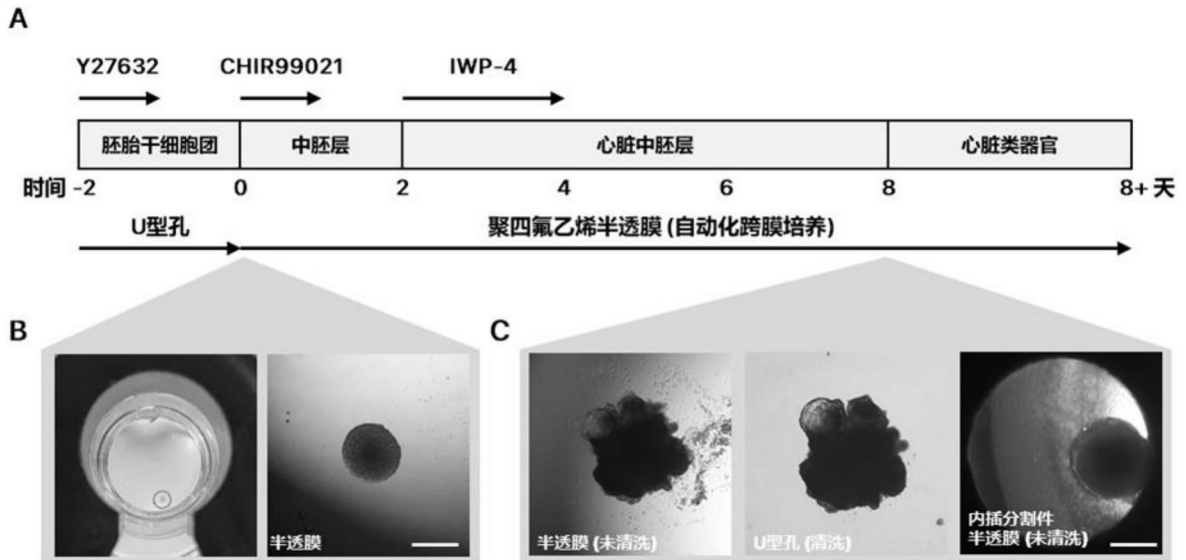 A
Y27632 CHIR99021 IWP-4
胚胎干细胞团 中胚层 心脏中胚层 心脏类器官
时间 -2 0 2 4 6 8 8+ 天
U型孔 聚四氟乙烯半透膜 (自动化跨膜培养)
B C
半透膜
半透膜 (未清洗)
U型孔 (清洗)
内插分割件
半透膜 (未清洗)